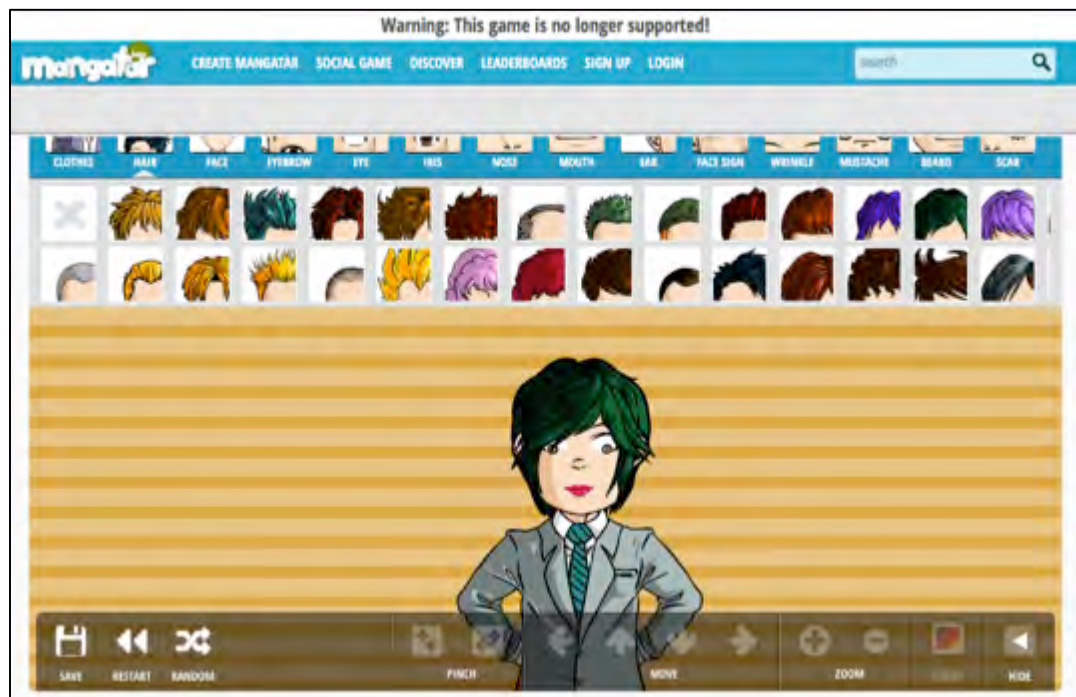 Warning: This game is no longer supported!
mangatar CREATE MANGATAR SOCIAL GAME DISCOVER LEADERBOARDS SIGN UP LOGIN search
CLOTHES HAIR FACE EYEBROW EYE IRIS NOSE MOUTH EAR FACE SIGN WRINKLE MUSTACHE BEARD SCAR
SAVE RESTART RANDOM PINCH MOVE ZOOM HIDE